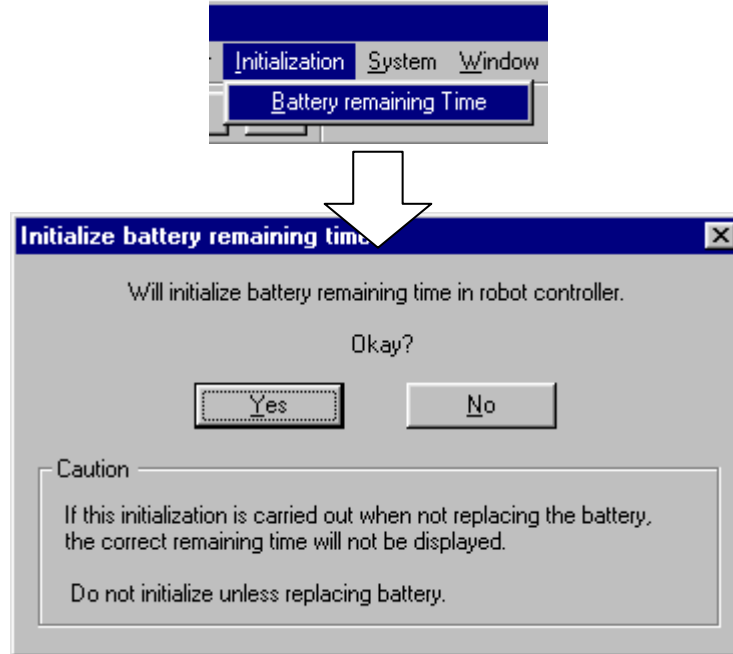 Initialization System Window
Battery remaining Time
Initialize battery remaining tim
Will initialize battery remaining time in robot controller.
Okay?
Yes No
Caution
If this initialization is carried out when not replacing the battery,
the correct remaining time will not be displayed.
Do not initialize unless replacing battery.